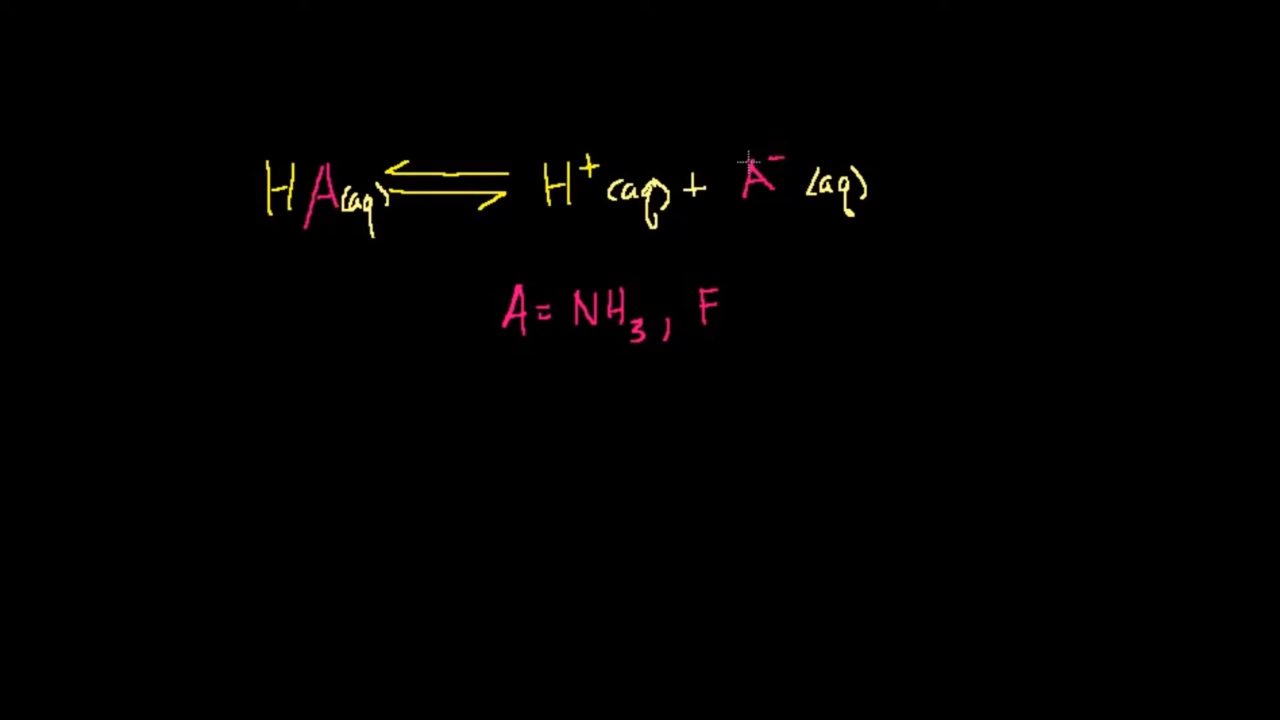 HA(aq) ⇌ H⁺(aq) + A⁻ (aq)
A = NH₃, F